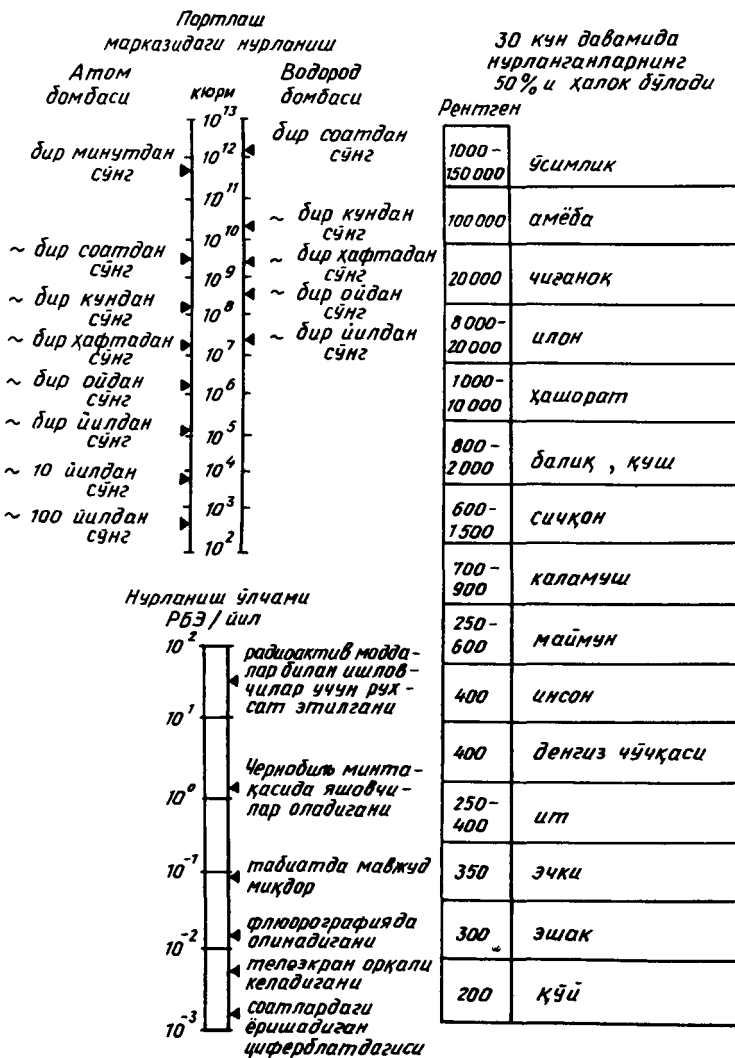 Портлаш
марказидаги нурланиш
Атом
бомбаси
кюри
Водород
бомбаси
10¹³
10¹²
10¹¹
10¹⁰
10⁹
10⁸
10⁷
10⁶
10⁵
10⁴
10³
10²
бир минутдан
сўнг
~ бир соатдан
сўнг
~ бир кундан
сўнг
~ бир ҳафтадан
сўнг
~ бир ойдан
сўнг
~ бир йилдан
сўнг
~ 10 йилдан
сўнг
~ 100 йилдан
сўнг
бир соатдан
сўнг
~ бир кундан
сўнг
~ бир ҳафтадан
сўнг
~ бир ойдан
сўнг
~ бир йилдан
сўнг
Нурланиш ўлчами
РБЭ / йил
10²
10¹
10⁰
10⁻¹
10⁻²
10⁻³
радиоактив модда-
лар билан ишлов-
чилар учун рух-
сат этилгани
Чернобиль минта-
қасида яшовчи-
лар оладигани
табиатда мавжуд
миқдор
флюорографияда
олинадигани
телеэкран орқали
келадигани
соатлардаги
ёришадиган
циферблатдагиси
30 кун давамида
нурланганларнинг
50% и ҳалок бўлади
Рентген
1000-
150 000 ўсимлик
100 000 амёба
20 000 чиғаноқ
8 000-
20 000 илон
1000-
10 000 ҳашорат
800-
2 000 балиқ , қуш
600-
1 500 сичқон
700-
900 каламуш
250-
600 маймун
400 инсон
400 денгиз чўчқаси
250-
400 ит
350 эчки
300 эшак
200 қўй